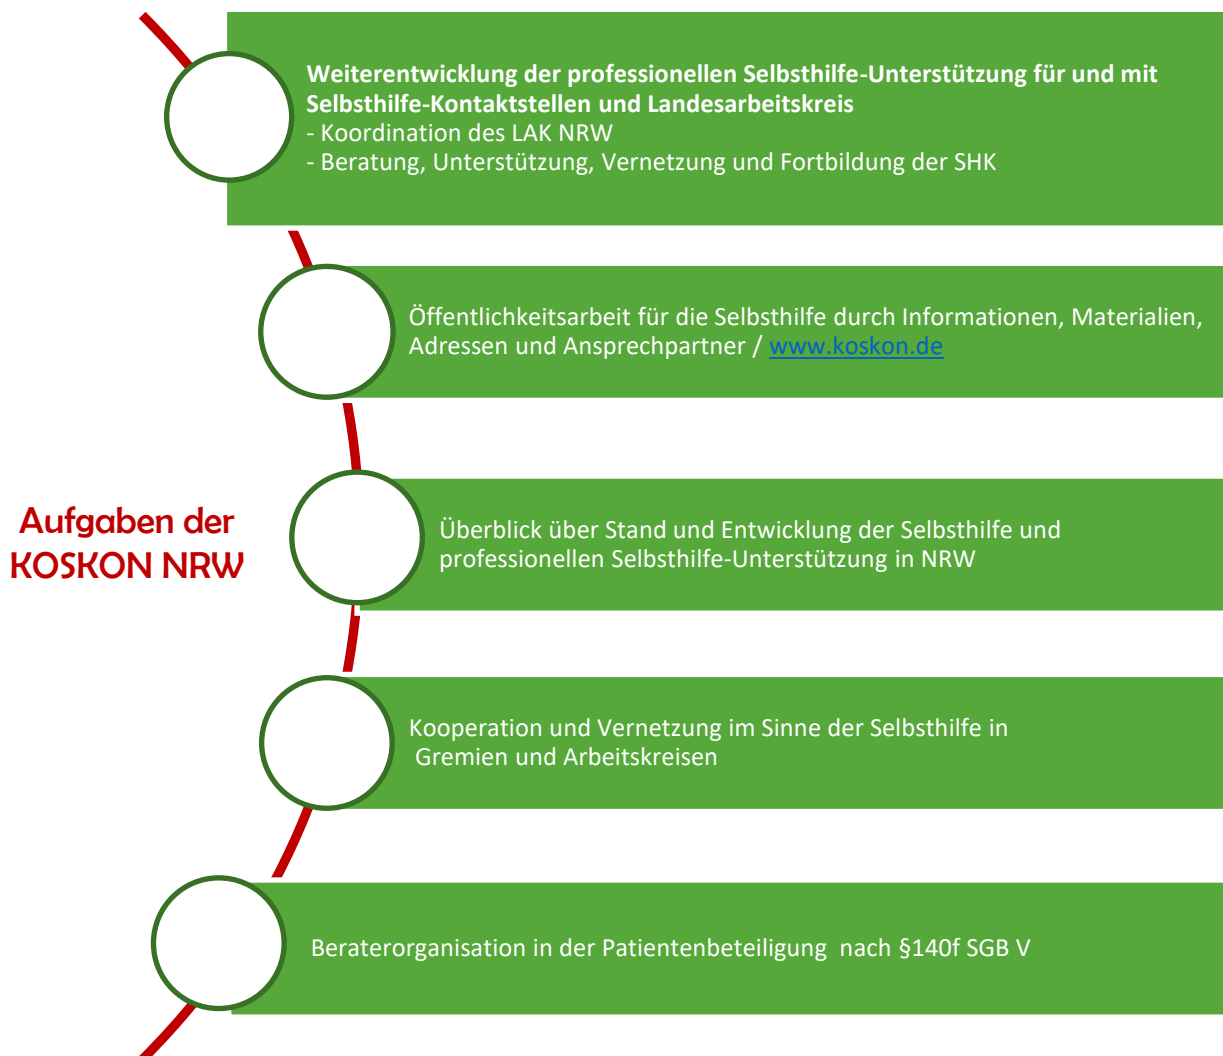 Weiterentwicklung der professionellen Selbsthilfe-Unterstützung für und mit
Selbsthilfe-Kontaktstellen und Landesarbeitskreis
- Koordination des LAK NRW
- Beratung, Unterstützung, Vernetzung und Fortbildung der SHK
Öffentlichkeitsarbeit für die Selbsthilfe durch Informationen, Materialien,
Adressen und Ansprechpartner / www.koskon.de
Aufgaben der
KOSKON NRW
Überblick über Stand und Entwicklung der Selbsthilfe und
professionellen Selbsthilfe-Unterstützung in NRW
Kooperation und Vernetzung im Sinne der Selbsthilfe in
Gremien und Arbeitskreisen
Beraterorganisation in der Patientenbeteiligung nach §140f SGB V